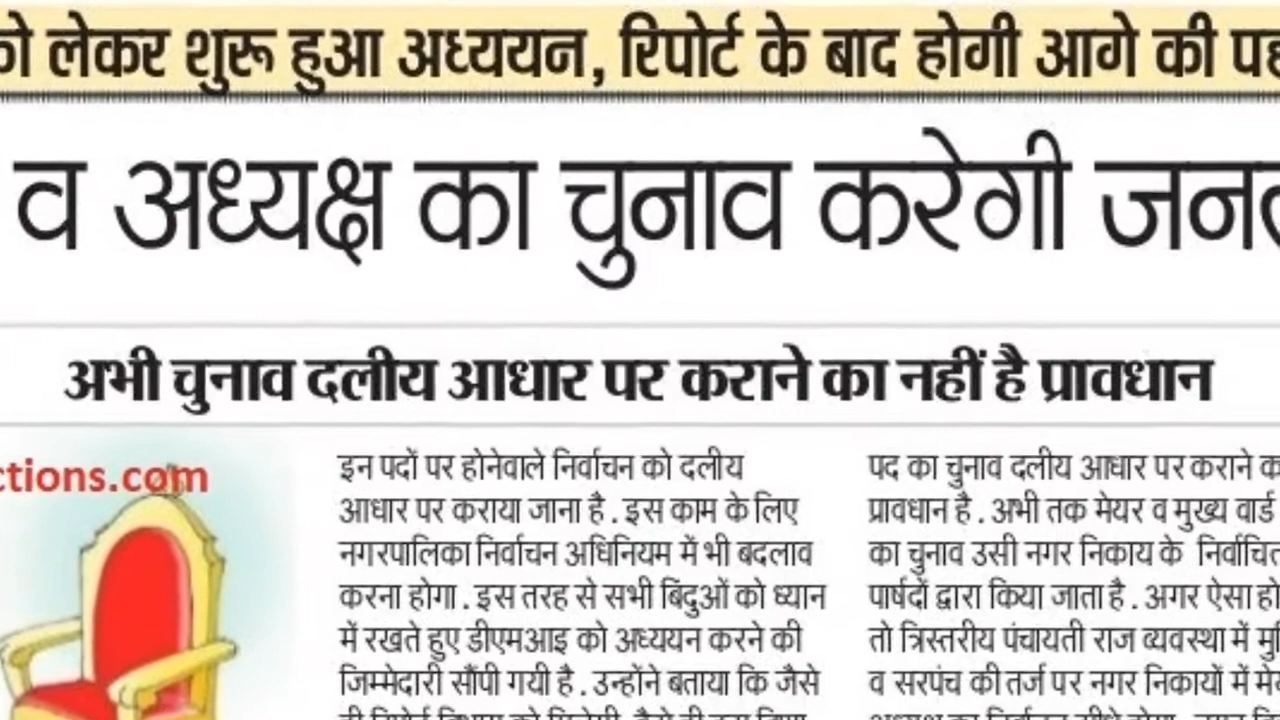 को लेकर शुरू हुआ अध्ययन, रिपोर्ट के बाद होगी आगे की
व अध्यक्ष का चुनाव करेगी
अभी चुनाव दलीय आधार पर कराने का नहीं है प्रावधान
ctions.com
इन पदों पर होनेवाले निर्वाचन को दलीय
आधार पर कराया जाना है . इस काम के लिए
नगरपालिका निर्वाचन अधिनियम में भी बदलाव
करना होगा . इस तरह से सभी बिंदुओं को ध्यान
में रखते हुए डीएमआइ को अध्ययन करने की
जिम्मेदारी सौंपी गयी है . उन्होंने बताया कि जैसे
पद का चुनाव दलीय आधार पर कराने का
प्रावधान है . अभी तक मेयर व मुख्य वार्ड
का चुनाव उसी नगर निकाय के निर्वाचित
पार्षदों द्वारा किया जाता है . अगर ऐसा हो
तो त्रिस्तरीय पंचायती राज व्यवस्था में
व सरपंच की तर्ज पर नगर निकायों में